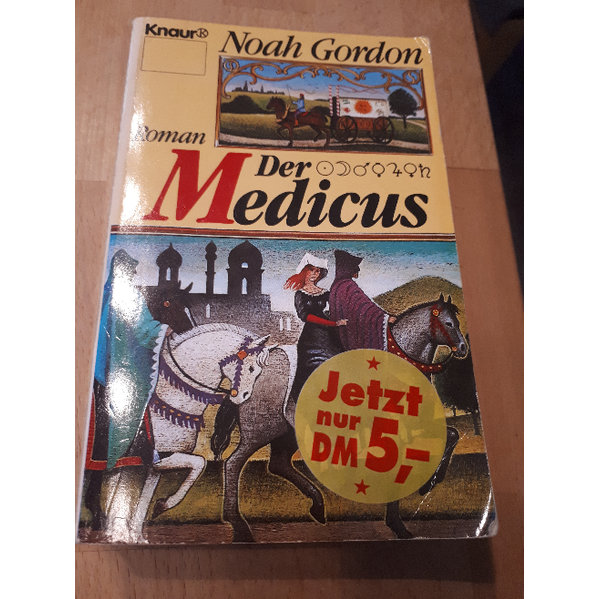 Knaur®
Noah Gordon
Roman
Der ☉☽♂☿♃♀♄
Medicus
Jetzt
nur
DM 5,-